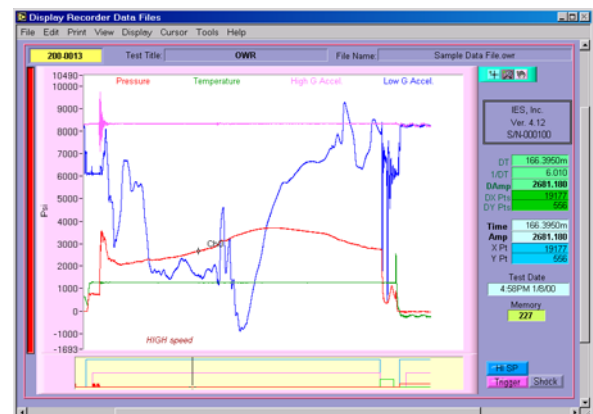 Display Recorder Data Files
File Edit Print View Display Cursor Tools Help
200-0013 Test Title: OWR File Name: Sample Data File.owr
Pressure Temperature High G Accel. Low G Accel.
10490
10000
9000
8000
7000
6000
5000
4000
3000
2000
1000
0
-1000
-1693
Psi
HIGH speed
IES, Inc.
Ver. 4.12
S/N-000100
DT 166.3950m
1/DT 6.010
DAmp 2681.180
DX Pts 19177
DY Pts 556
Time 166.3950m
Amp 2681.180
X Pt 19177
Y Pt 556
Test Date
4:58PM 1/8/00
Memory
227
Hi SP
Trigger Shock